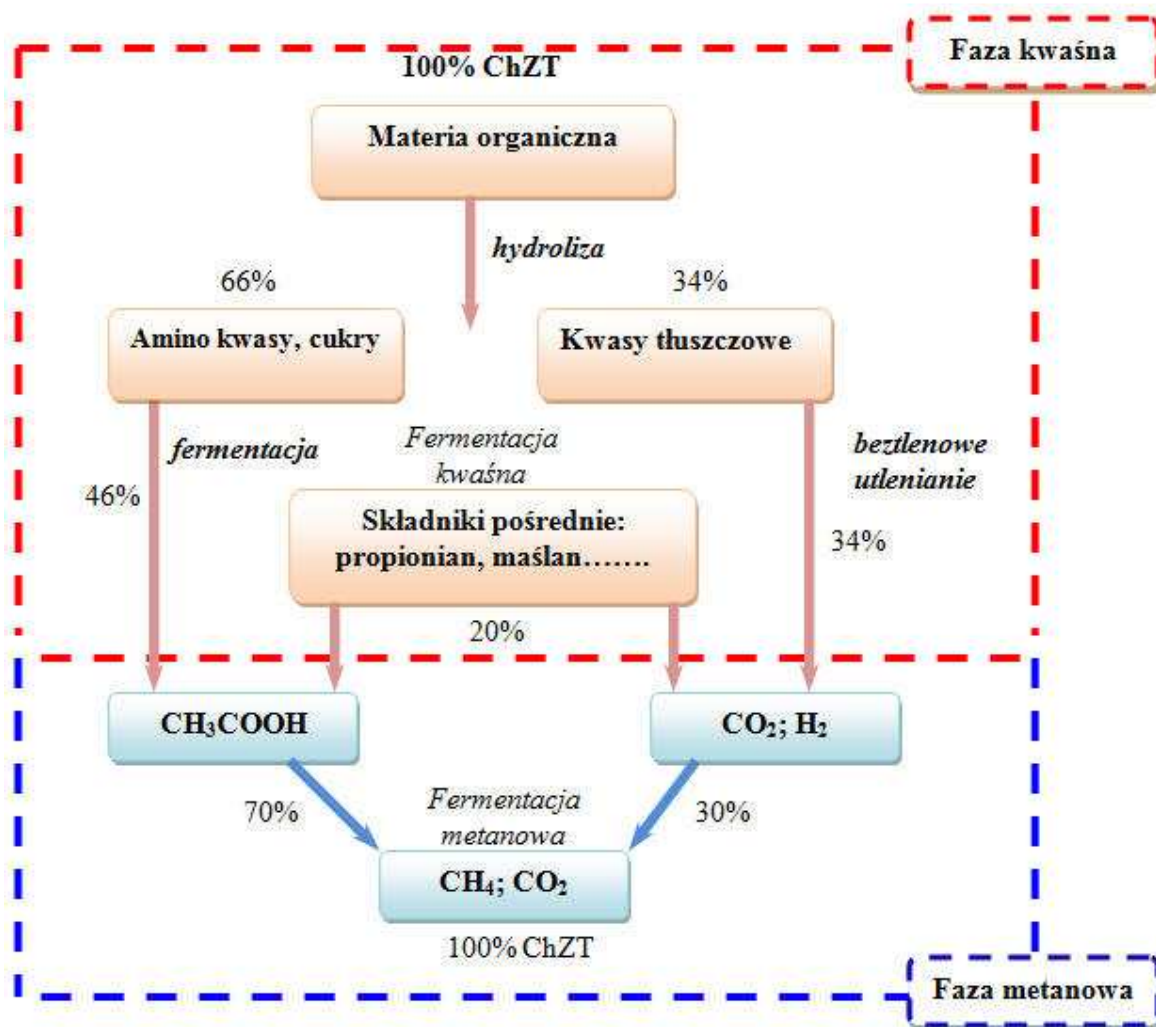 Faza kwaśna
100% ChZT
Materia organiczna
hydroliza
66%
34%
Amino kwasy, cukry
Kwasy tłuszczowe
fermentacja
Fermentacja
kwaśna
beztlenowe
utlenianie
46%
Składniki pośrednie:
propionian, maślan…….
34%
20%
CH₃COOH
CO₂; H₂
70%
Fermentacja
metanowa
30%
CH₄; CO₂
100% ChZT
Faza metanowa